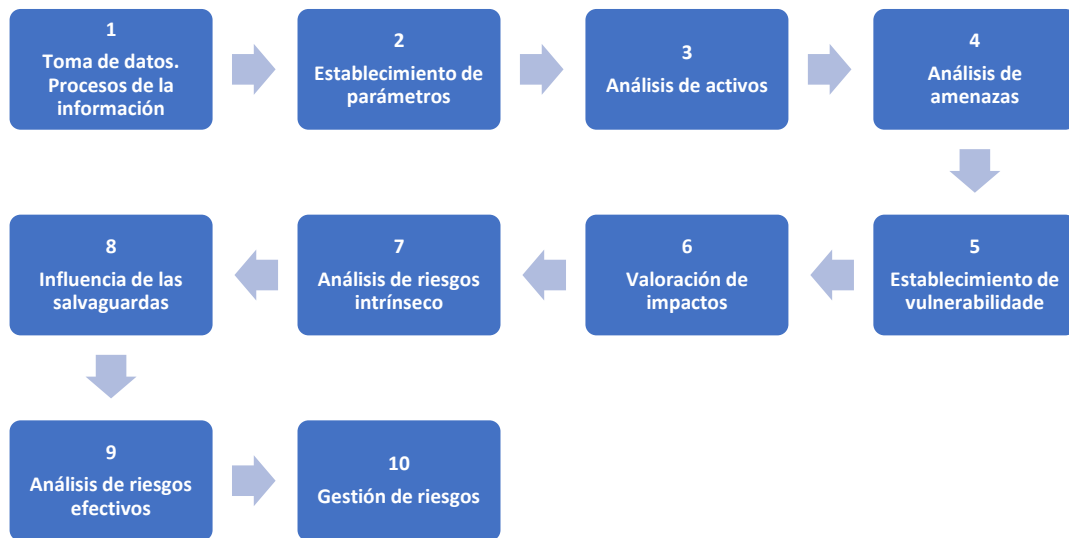 1
Toma de datos.
Procesos de la
información
2
Establecimiento de
parámetros
3
Análisis de activos
4
Análisis de
amenazas
8
Influencia de las
salvaguardas
7
Análisis de riesgos
intrínseco
6
Valoración de
impactos
5
Establecimiento de
vulnerabilidade
9
Análisis de riesgos
efectivos
10
Gestión de riesgos